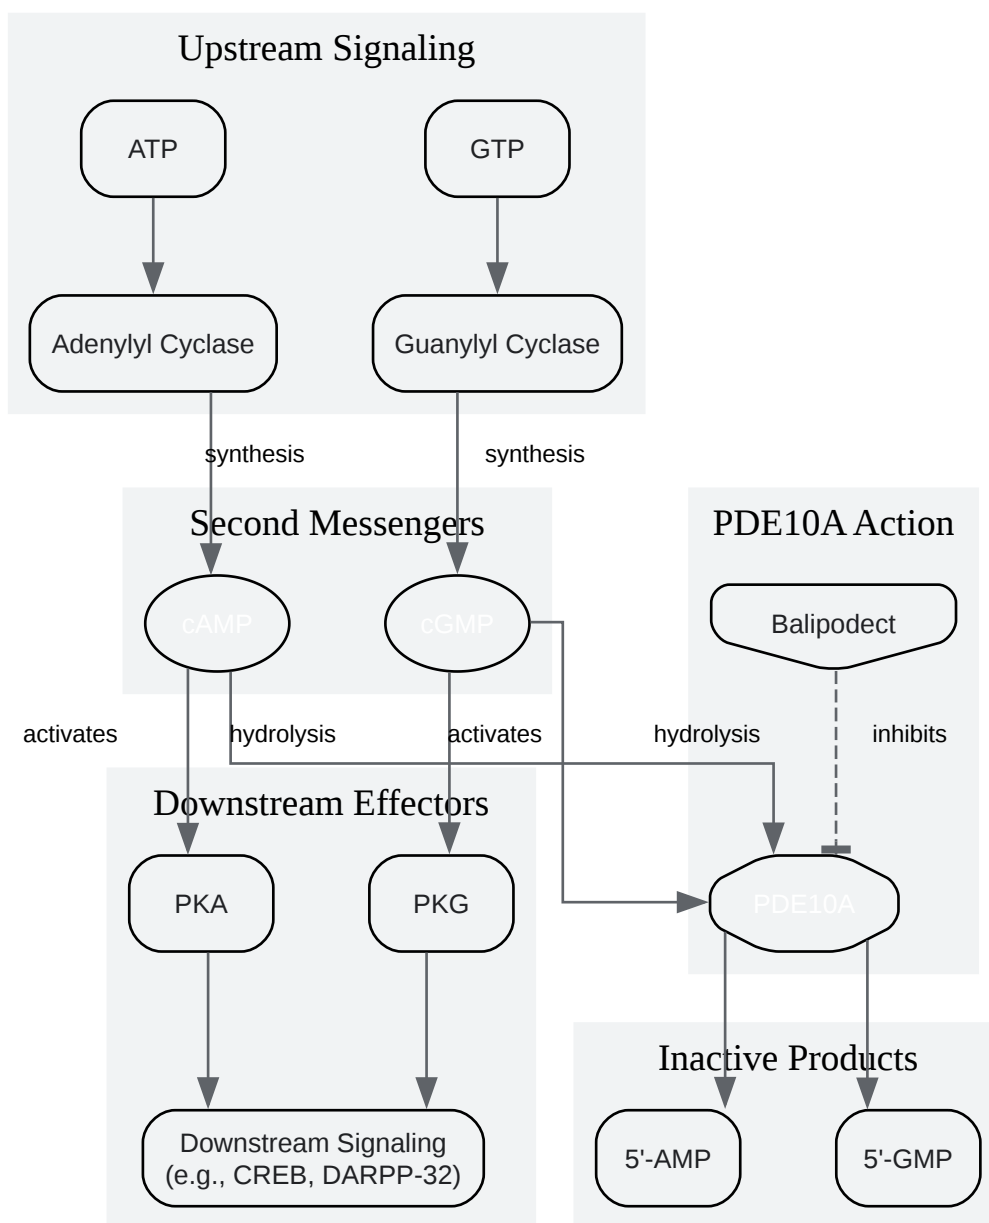 Upstream Signaling
ATP
GTP
Adenylyl Cyclase
Guanylyl Cyclase
synthesis
synthesis
Second Messengers
PDE10A Action
cAMP
cGMP
Balipodect
activates
hydrolysis
activates
hydrolysis
inhibits
Downstream Effectors
PKA
PKG
PDE10A
Inactive Products
Downstream Signaling
(e.g., CREB, DARPP-32)
5'-AMP
5'-GMP